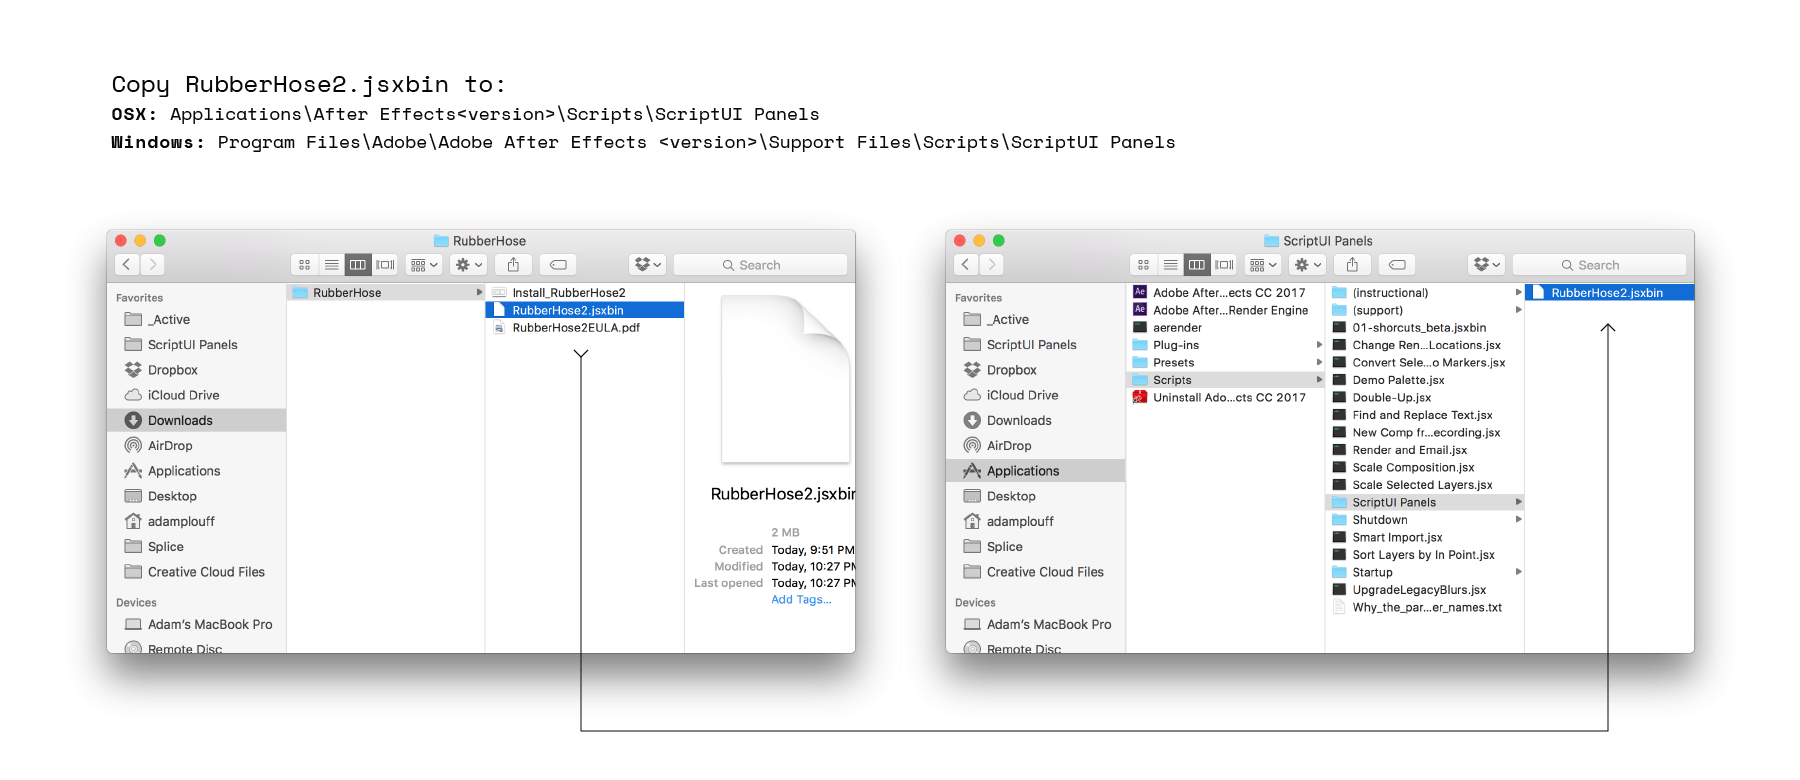 Copy RubberHose2.jsxbin to:
OSX: Applications\After Effects<version>\Scripts\ScriptUI Panels
Windows: Program Files\Adobe\Adobe After Effects <version>\Support Files\Scripts\ScriptUI Panels
RubberHose
Search
Favorites
_Active
ScriptUI Panels
Dropbox
iCloud Drive
Downloads
AirDrop
Applications
Desktop
adamplouff
Splice
Creative Cloud Files
Devices
Adam's MacBook Pro
Remote Disc
RubberHose
Install_RubberHose2
RubberHose2.jsxbin
RubberHose2EULA.pdf
RubberHose2.jsxbin
2 MB
Created Today, 9:51 PM
Modified Today, 10:27 PM
Last opened Today, 10:27 PM
Add Tags...
ScriptUI Panels
Search
Favorites
_Active
ScriptUI Panels
Dropbox
iCloud Drive
Downloads
AirDrop
Applications
Desktop
adamplouff
Splice
Creative Cloud Files
Devices
Adam's MacBook Pro
Remote Disc
Ae Adobe After...ects CC 2017
Ae Adobe After...Render Engine
aerender
Plug-ins
Presets
Scripts
Uninstall Ado...cts CC 2017
(instructional)
(support)
01-shorcuts_beta.jsxbin
Change Ren...Locations.jsx
Convert Sele...o Markers.jsx
Demo Palette.jsx
Double-Up.jsx
Find and Replace Text.jsx
New Comp fr...ecording.jsx
Render and Email.jsx
Scale Composition.jsx
Scale Selected Layers.jsx
ScriptUI Panels
Shutdown
Smart Import.jsx
Sort Layers by In Point.jsx
Startup
UpgradeLegacyBlurs.jsx
Why_the_par...er_names.txt
RubberHose2.jsxbin